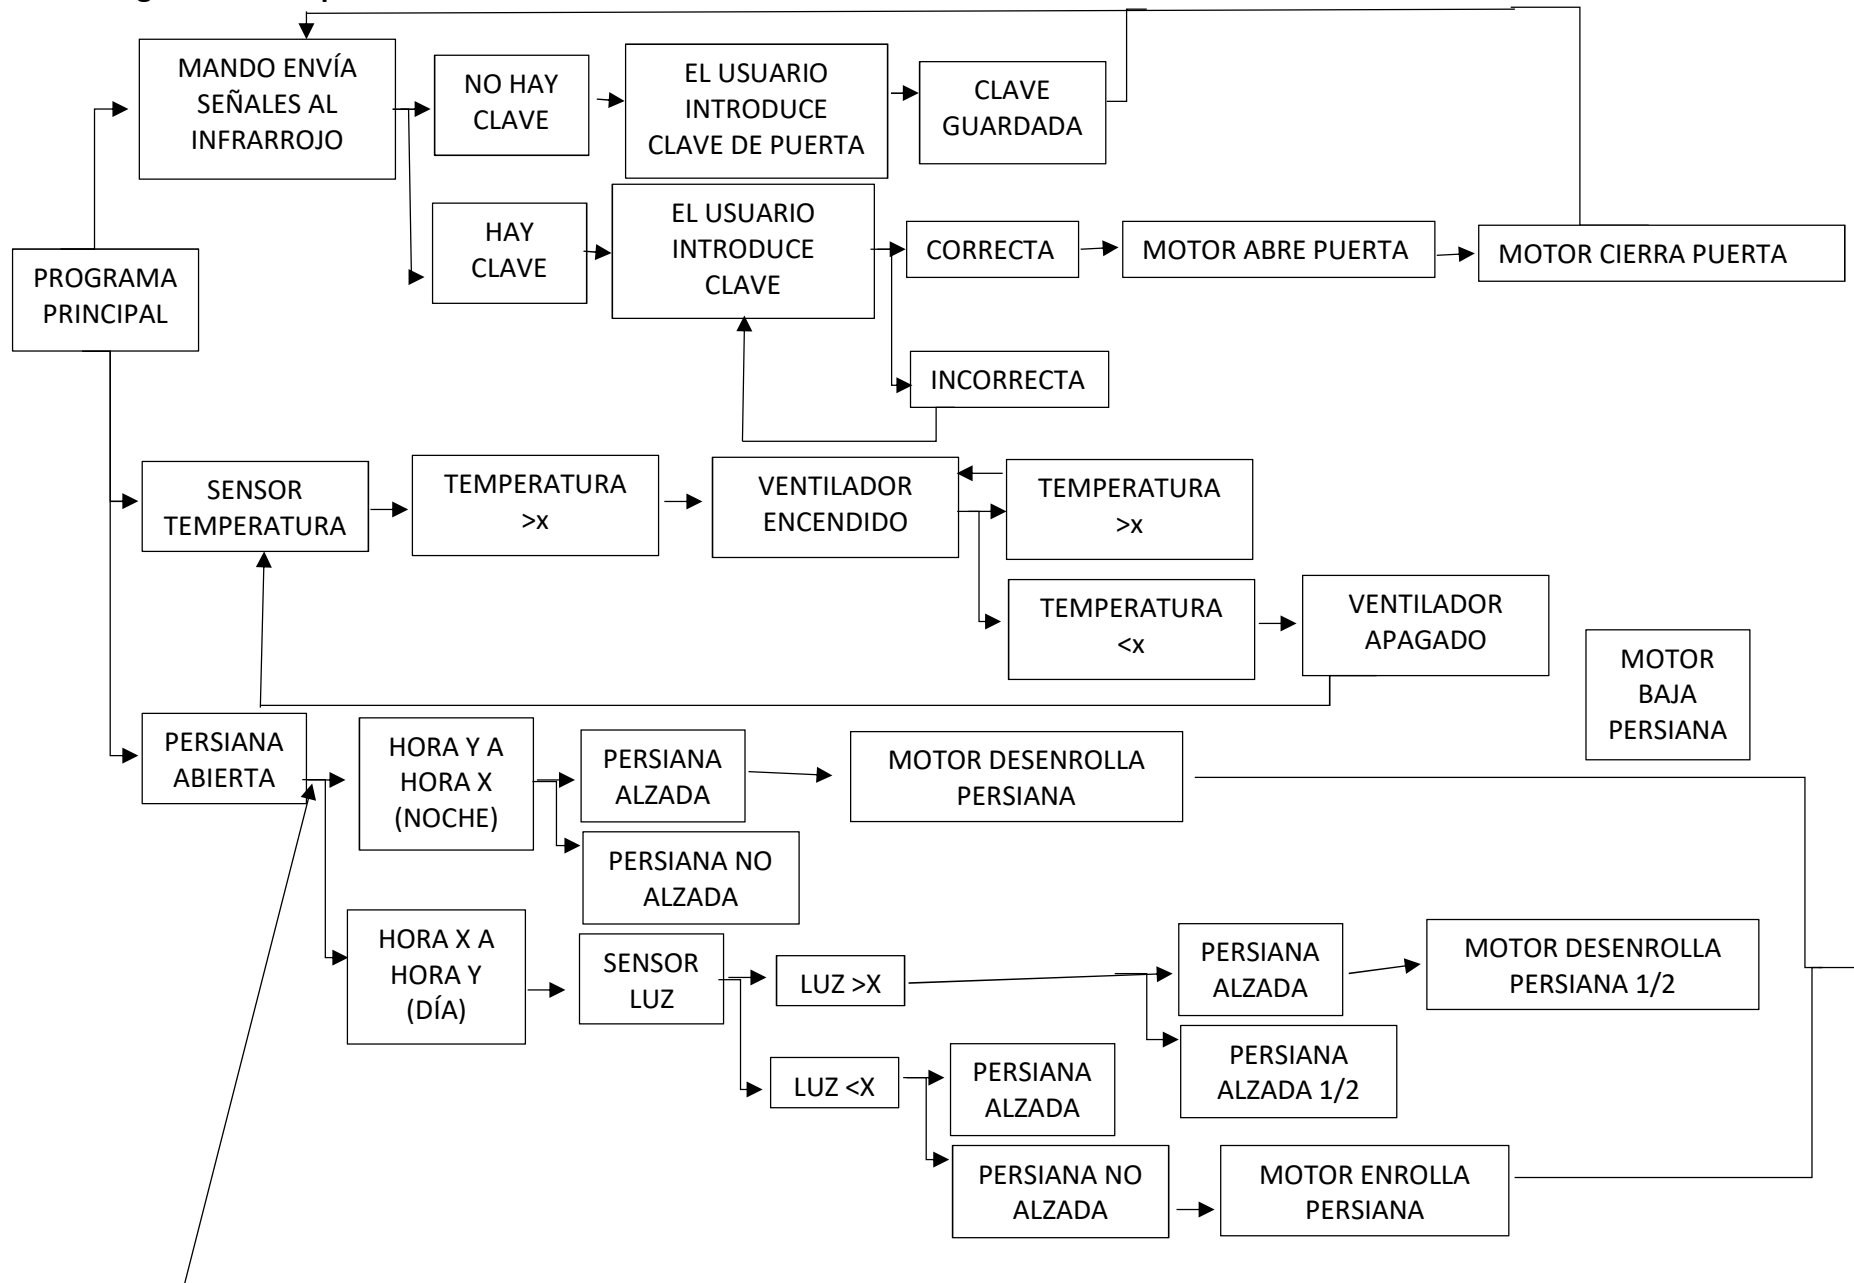 MANDO ENVÍA
SEÑALES AL
INFRARROJO
NO HAY
CLAVE
EL USUARIO
INTRODUCE
CLAVE DE PUERTA
CLAVE
GUARDADA
HAY
CLAVE
EL USUARIO
INTRODUCE
CLAVE
CORRECTA
MOTOR ABRE PUERTA
MOTOR CIERRA PUERTA
PROGRAMA
PRINCIPAL
INCORRECTA
SENSOR
TEMPERATURA
TEMPERATURA
>x
VENTILADOR
ENCENDIDO
TEMPERATURA
>x
TEMPERATURA
<x
VENTILADOR
APAGADO
MOTOR
BAJA
PERSIANA
PERSIANA
ABIERTA
HORA Y A
HORA X
(NOCHE)
PERSIANA
ALZADA
MOTOR DESENROLLA
PERSIANA
PERSIANA NO
ALZADA
HORA X A
HORA Y
(DÍA)
SENSOR
LUZ
LUZ >X
PERSIANA
ALZADA
MOTOR DESENROLLA
PERSIANA 1/2
PERSIANA
ALZADA 1/2
LUZ <X
PERSIANA
ALZADA
PERSIANA NO
ALZADA
MOTOR ENROLLA
PERSIANA